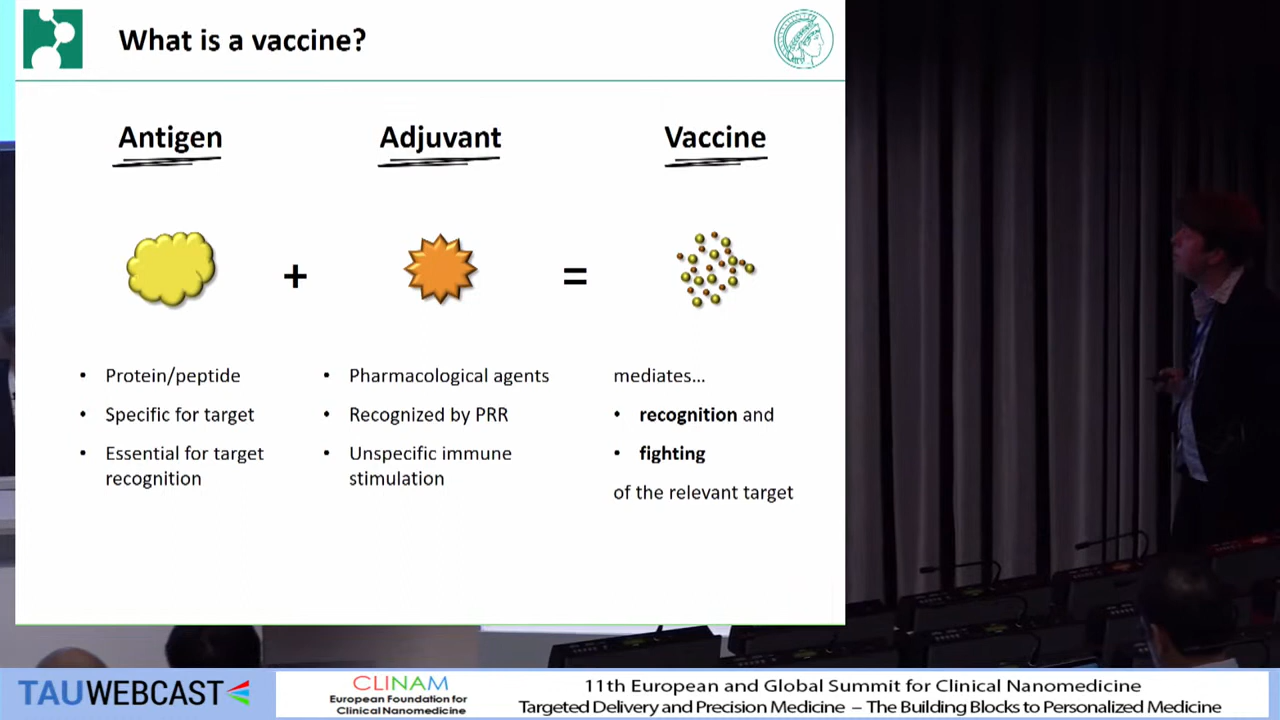 What is a vaccine?
Antigen
Adjuvant
Vaccine
+
=
• Protein/peptide
• Specific for target
• Essential for target
recognition
• Pharmacological agents
• Recognized by PRR
• Unspecific immune
stimulation
mediates...
• recognition and
• fighting
of the relevant target
TAUWEBCAST
CLINAM
European Foundation for
Clinical Nanomedicine
11th European and Global Summit for Clinical Nanomedicine
Targeted Delivery and Precision Medicine – The Building Blocks to Personalized Medicine